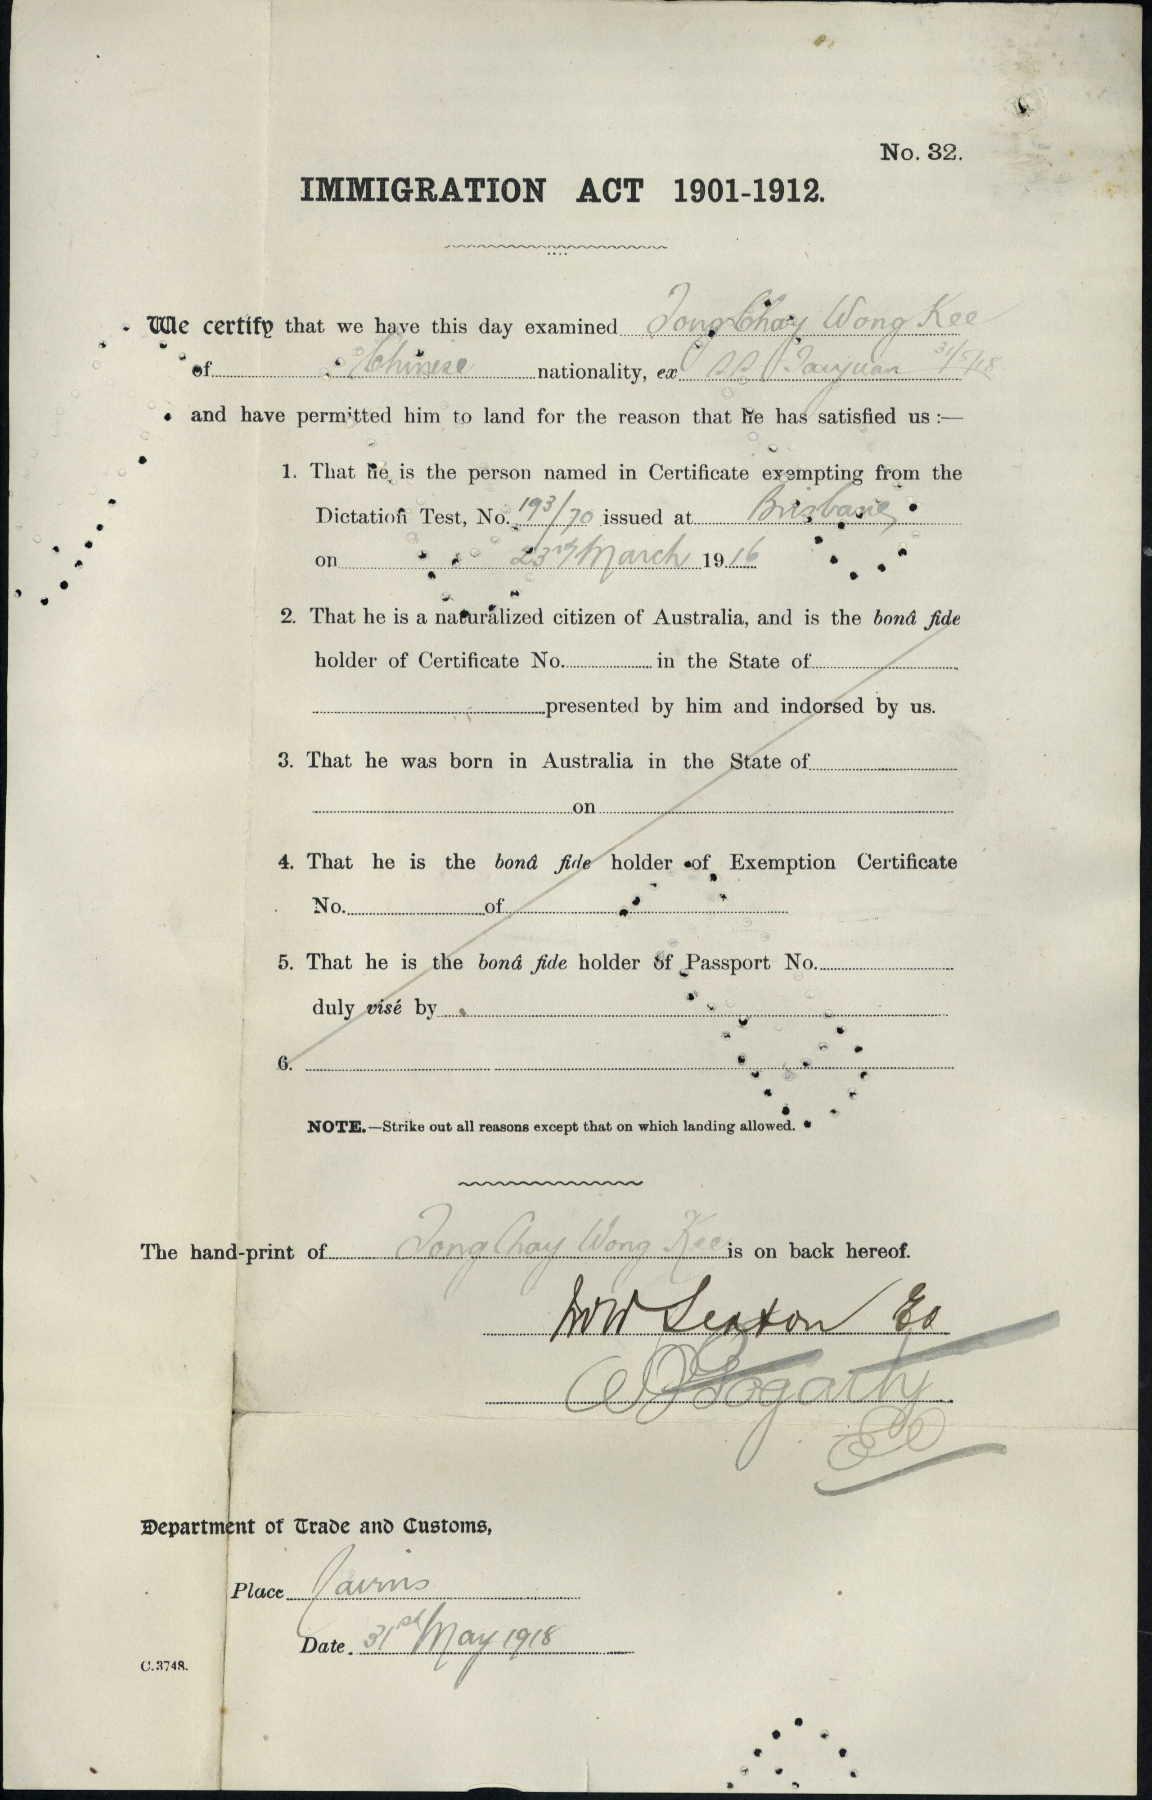 No. 32.
IMMIGRATION ACT 1901-1912.
We certify that we have this day examined Tong Chay Wong Kee
of Chinese nationality, ex SS Taiyuan 31/5/18
and have permitted him to land for the reason that he has satisfied us :—
1. That he is the person named in Certificate exempting from the
Dictation Test, No. 193/70 issued at Brisbane
on 23rd March 1916
2. That he is a naturalized citizen of Australia, and is the bonâ fide
holder of Certificate No. in the State of
presented by him and indorsed by us.
3. That he was born in Australia in the State of
on
4. That he is the bonâ fide holder of Exemption Certificate
No. of
5. That he is the bonâ fide holder of Passport No.
duly visé by
6.
NOTE.—Strike out all reasons except that on which landing allowed.
The hand-print of Tong Chay Wong Kee is on back hereof.
Sexton
Fogarty
Department of Trade and Customs,
Place Cairns
Date. 31st May 1918
C.3748.